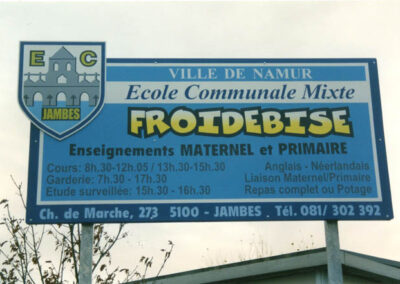 E C
JAMBES
VILLE DE NAMUR
Ecole Communale Mixte
FROIDEBISE
Enseignements MATERNEL et PRIMAIRE
Cours: 8h.30-12h.05 / 13h.30-15h.30
Anglais - Néerlandais
Garderie: 7h.30 - 17h.30
Liaison Maternel/Primaire
Etude surveillée: 15h.30 - 16h.30
Repas complet ou Potage
Ch. de Marche, 273 5100 - JAMBES . Tél. 081/ 302 392